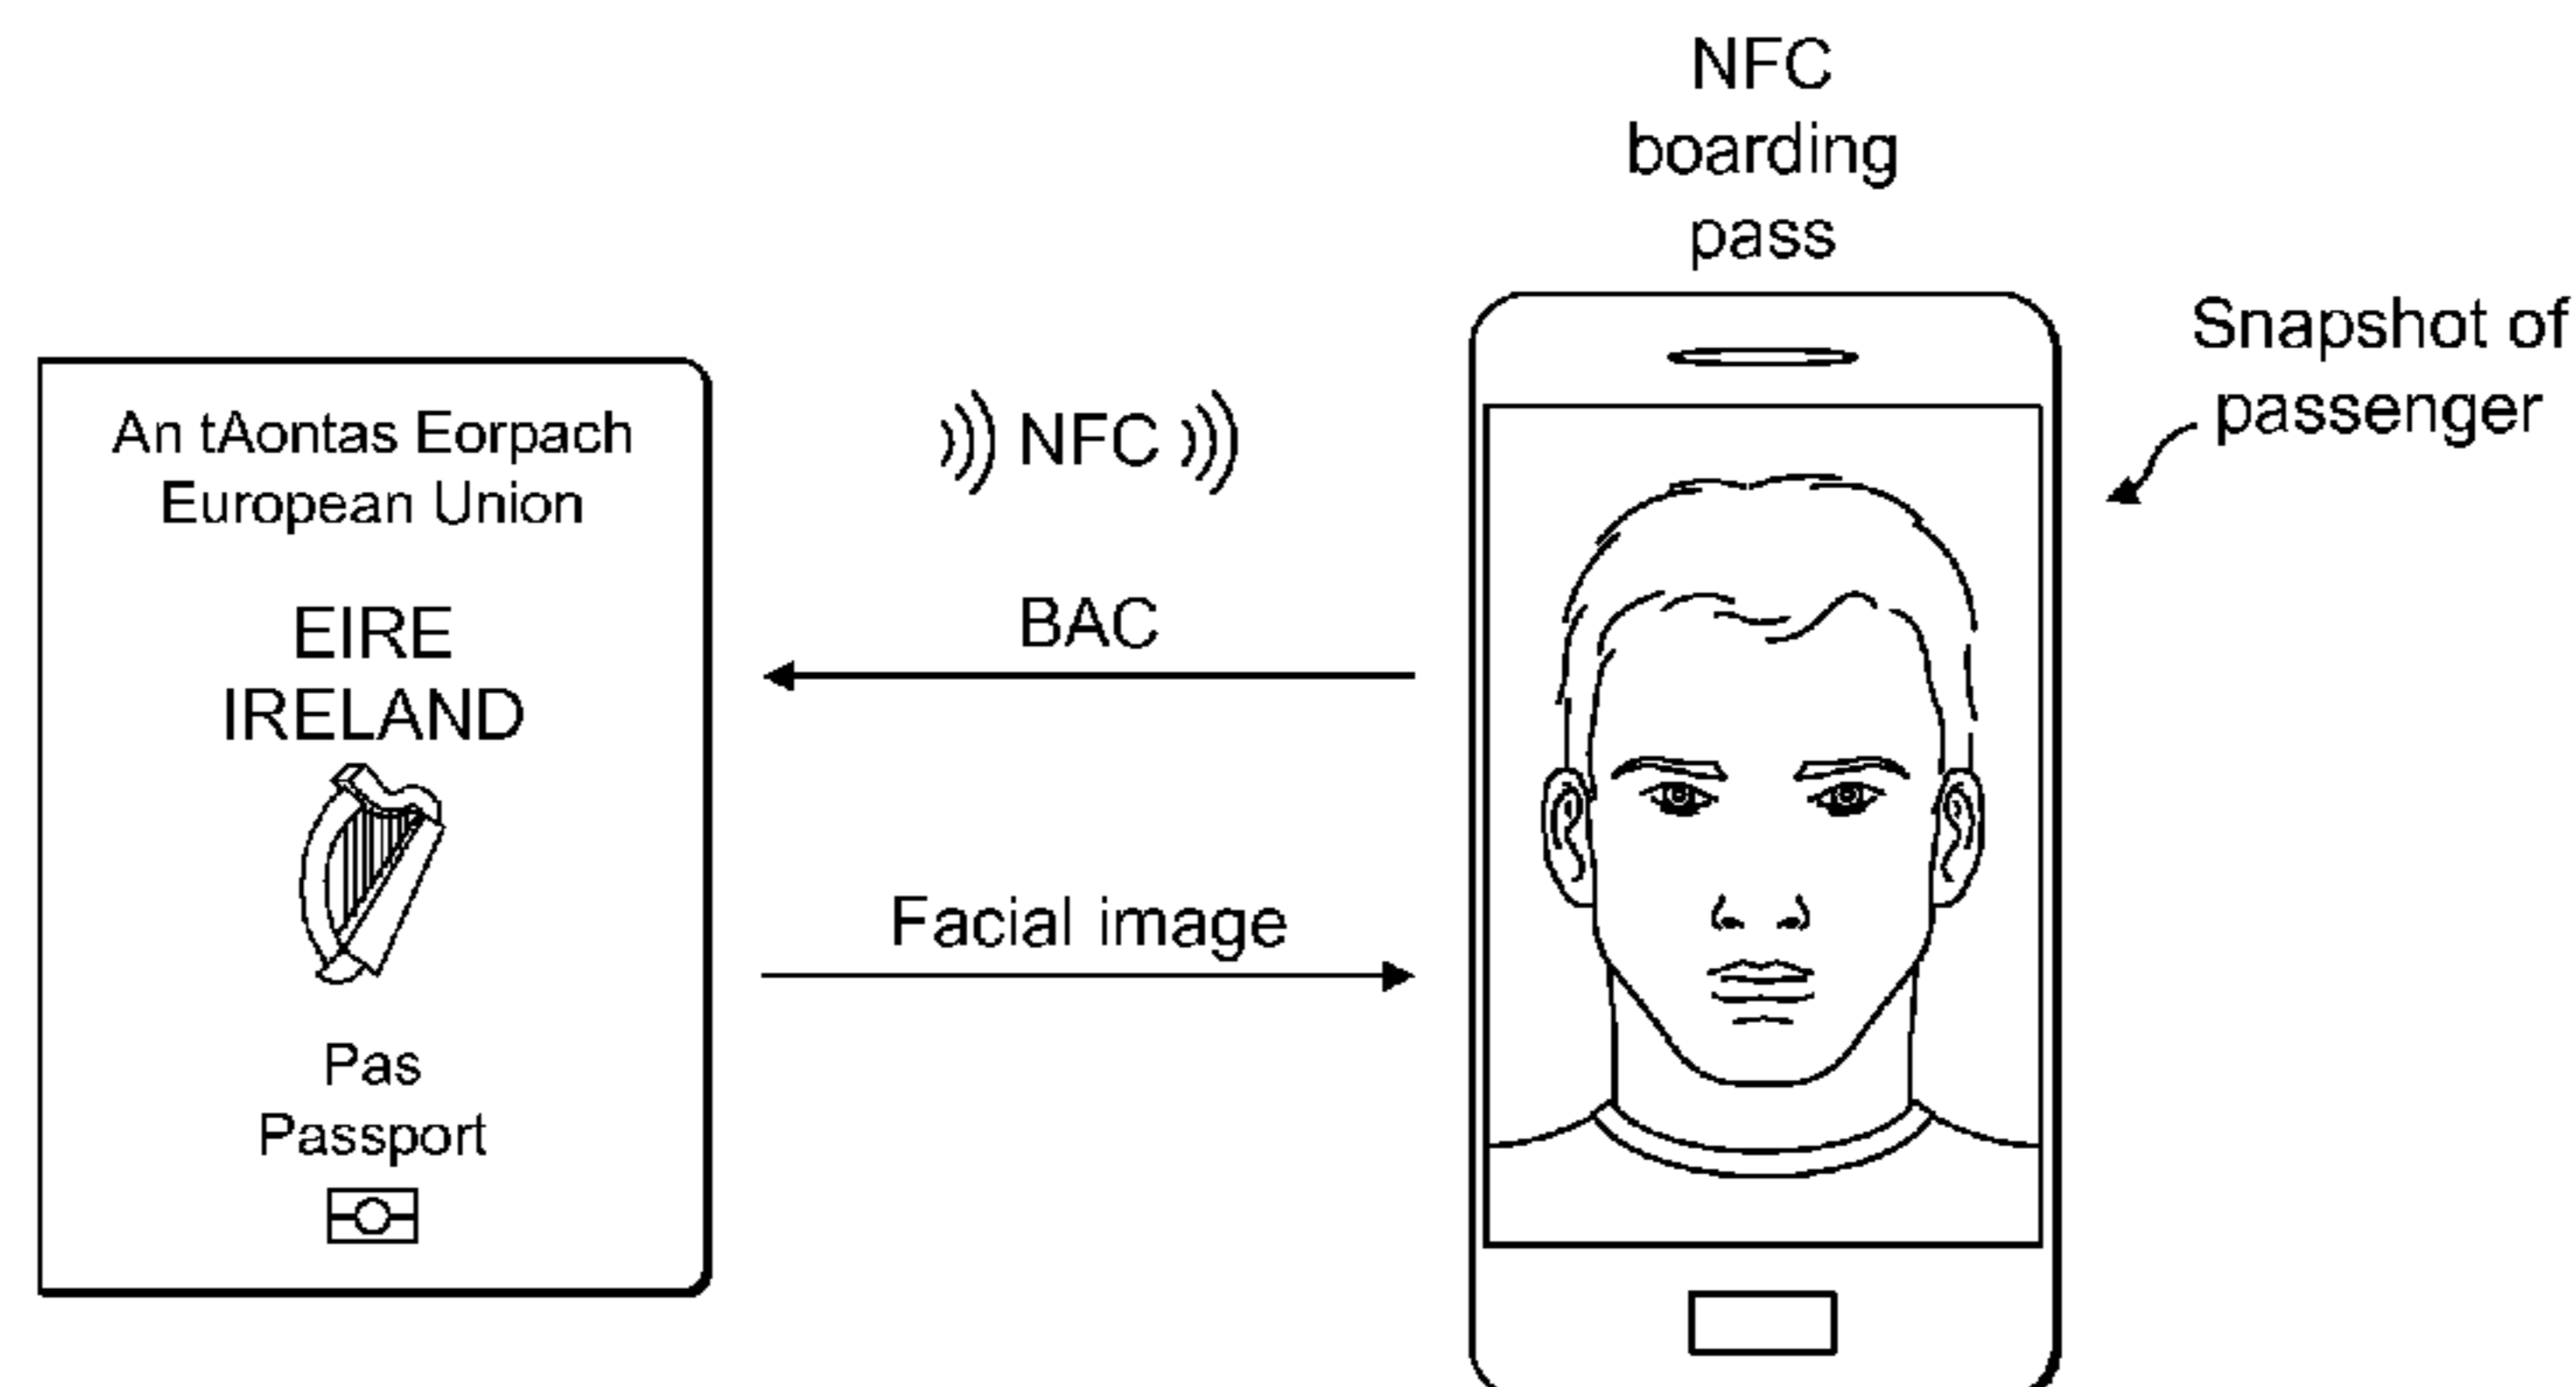 An tAontas Eorpach
European Union
EIRE
IRELAND
Pas
Passport
NFC
BAC
Facial image
NFC
boarding
pass
Snapshot of
passenger